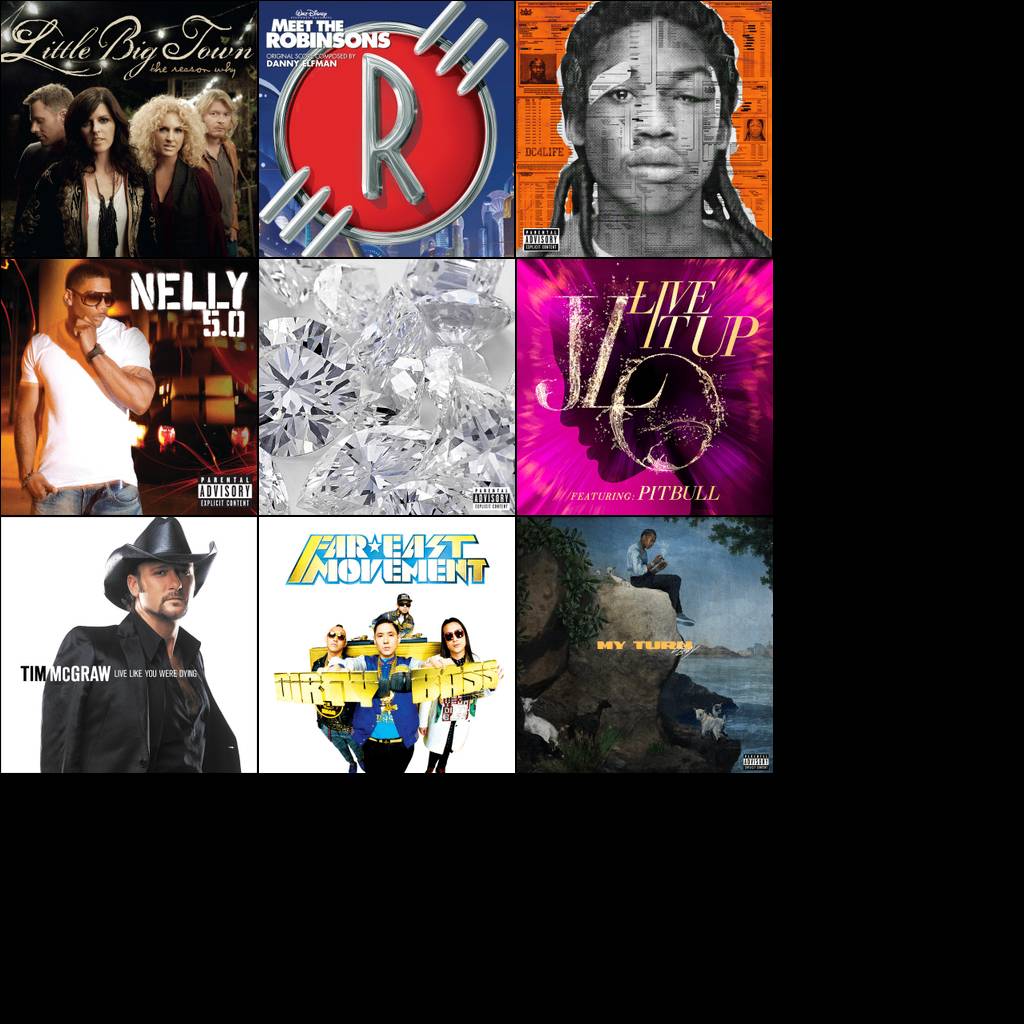 Little Big Town
the reason why
Walt Disney
PICTURES PRESENTS
MEET THE
ROBINSONS
ORIGINAL SCORE COMPOSED BY
DANNY ELFMAN
R
DC4LIFE
PARENTAL
ADVISORY
EXPLICIT CONTENT
NELLY
5.0
PARENTAL
ADVISORY
EXPLICIT CONTENT
PARENTAL
ADVISORY
EXPLICIT CONTENT
LIVE
IT UP
JLO
FEATURING: PITBULL
TIM McGRAW LIVE LIKE YOU WERE DYING
FAR EAST
MOVEMENT
DIRTY BASS
MY TURN
PARENTAL
ADVISORY
EXPLICIT CONTENT